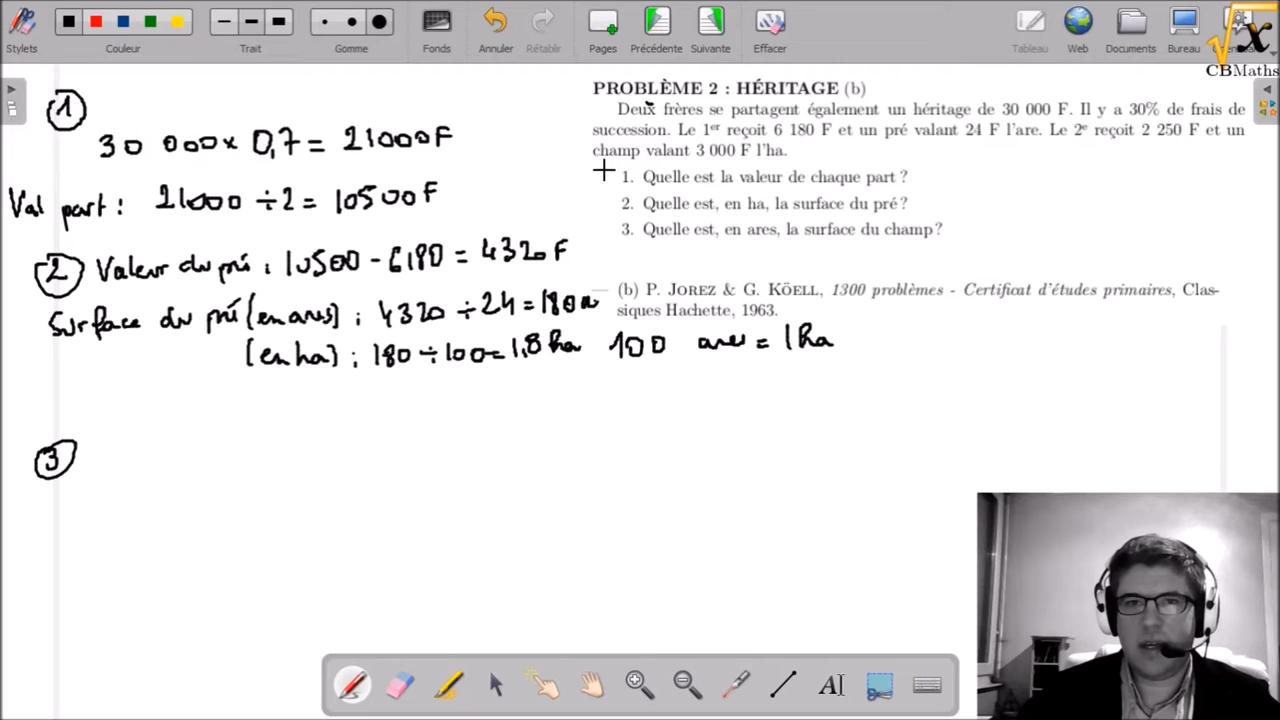 Stylets Couleur Trait Gomme Fonds Annuler Rétablir Pages Précédente Suivante Effacer Tableau Web Documents Bureau
√x
CBMaths
1
30 000 × 0,7 = 21000F
Val part : 21000 ÷ 2 = 10500F
2 Valeur du pré : 10500 - 6180 = 4320F
Surface du pré (en ares) : 4320 ÷ 24 = 180a
(en ha) : 180 ÷ 100 = 1,8 ha 100 ares = 1ha
3
PROBLÈME 2 : HÉRITAGE (b)
Deux frères se partagent également un héritage de 30 000 F. Il y a 30% de frais de
succession. Le 1er reçoit 6 180 F et un pré valant 24 F l'are. Le 2e reçoit 2 250 F et un
champ valant 3 000 F l'ha.
1. Quelle est la valeur de chaque part ?
2. Quelle est, en ha, la surface du pré ?
3. Quelle est, en ares, la surface du champ ?
(b) P. JOREZ & G. KÖELL, 1300 problèmes - Certificat d'études primaires, Clas-
siques Hachette, 1963.
AI